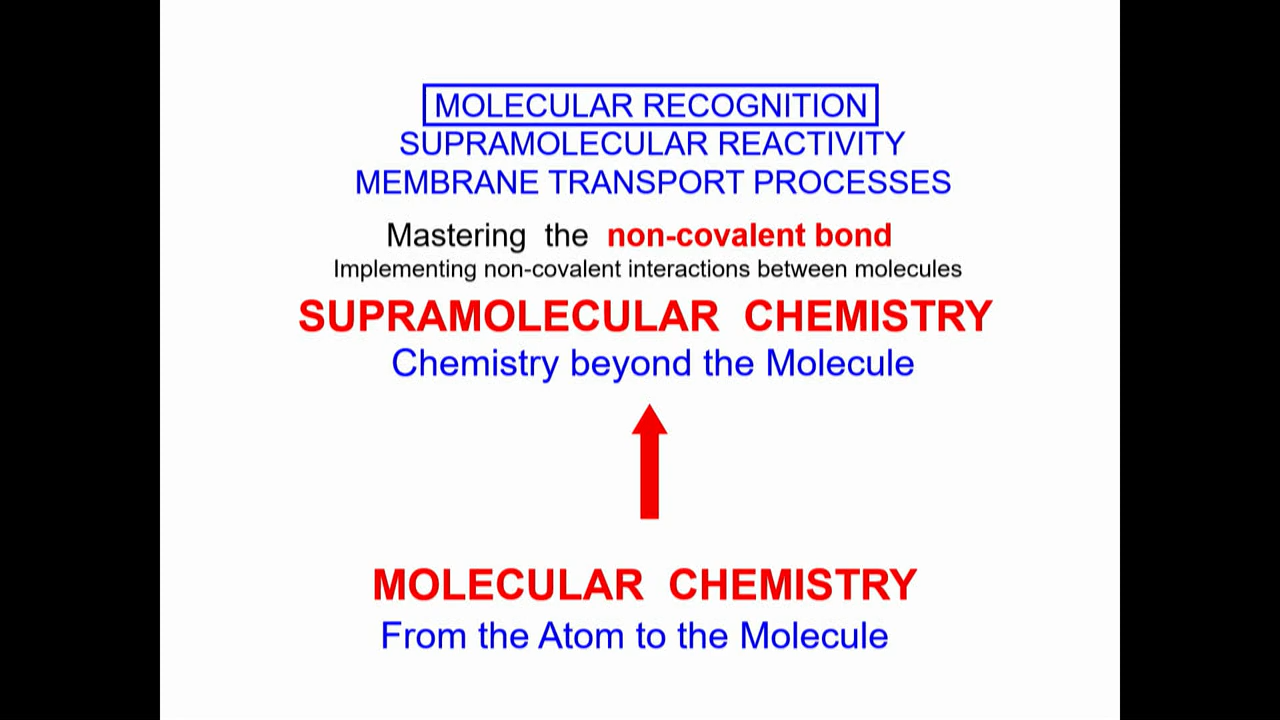 MOLECULAR RECOGNITION
SUPRAMOLECULAR REACTIVITY
MEMBRANE TRANSPORT PROCESSES
Mastering the non-covalent bond
Implementing non-covalent interactions between molecules
SUPRAMOLECULAR CHEMISTRY
Chemistry beyond the Molecule
MOLECULAR CHEMISTRY
From the Atom to the Molecule